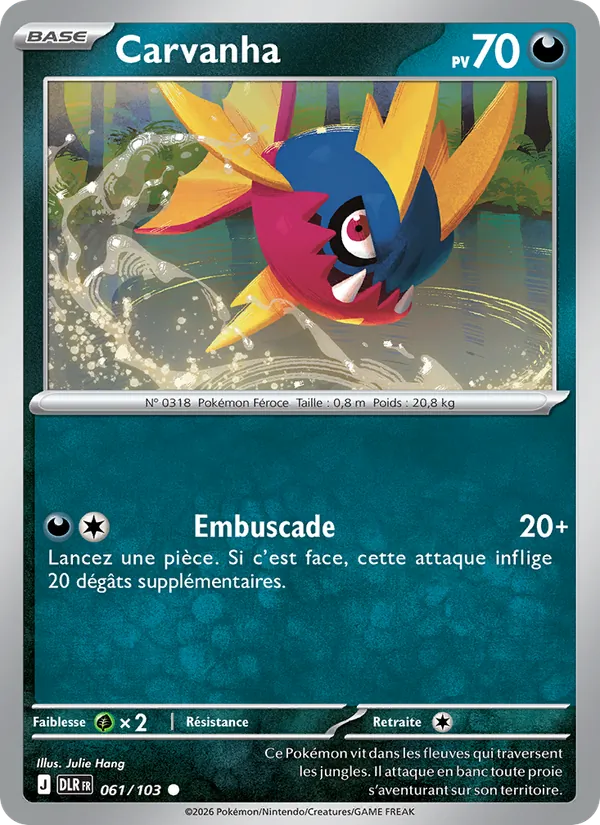 BASE
Carvanha
PV 70
N° 0318 Pokémon Féroce Taille : 0,8 m Poids : 20,8 kg
Embuscade 20+
Lancez une pièce. Si c'est face, cette attaque inflige
20 dégâts supplémentaires.
Faiblesse × 2 Résistance Retraite
Illus. Julie Hang
J DLR FR 061/103
Ce Pokémon vit dans les fleuves qui traversent
les jungles. Il attaque en banc toute proie
s'aventurant sur son territoire.
©2026 Pokémon/Nintendo/Creatures/GAME FREAK